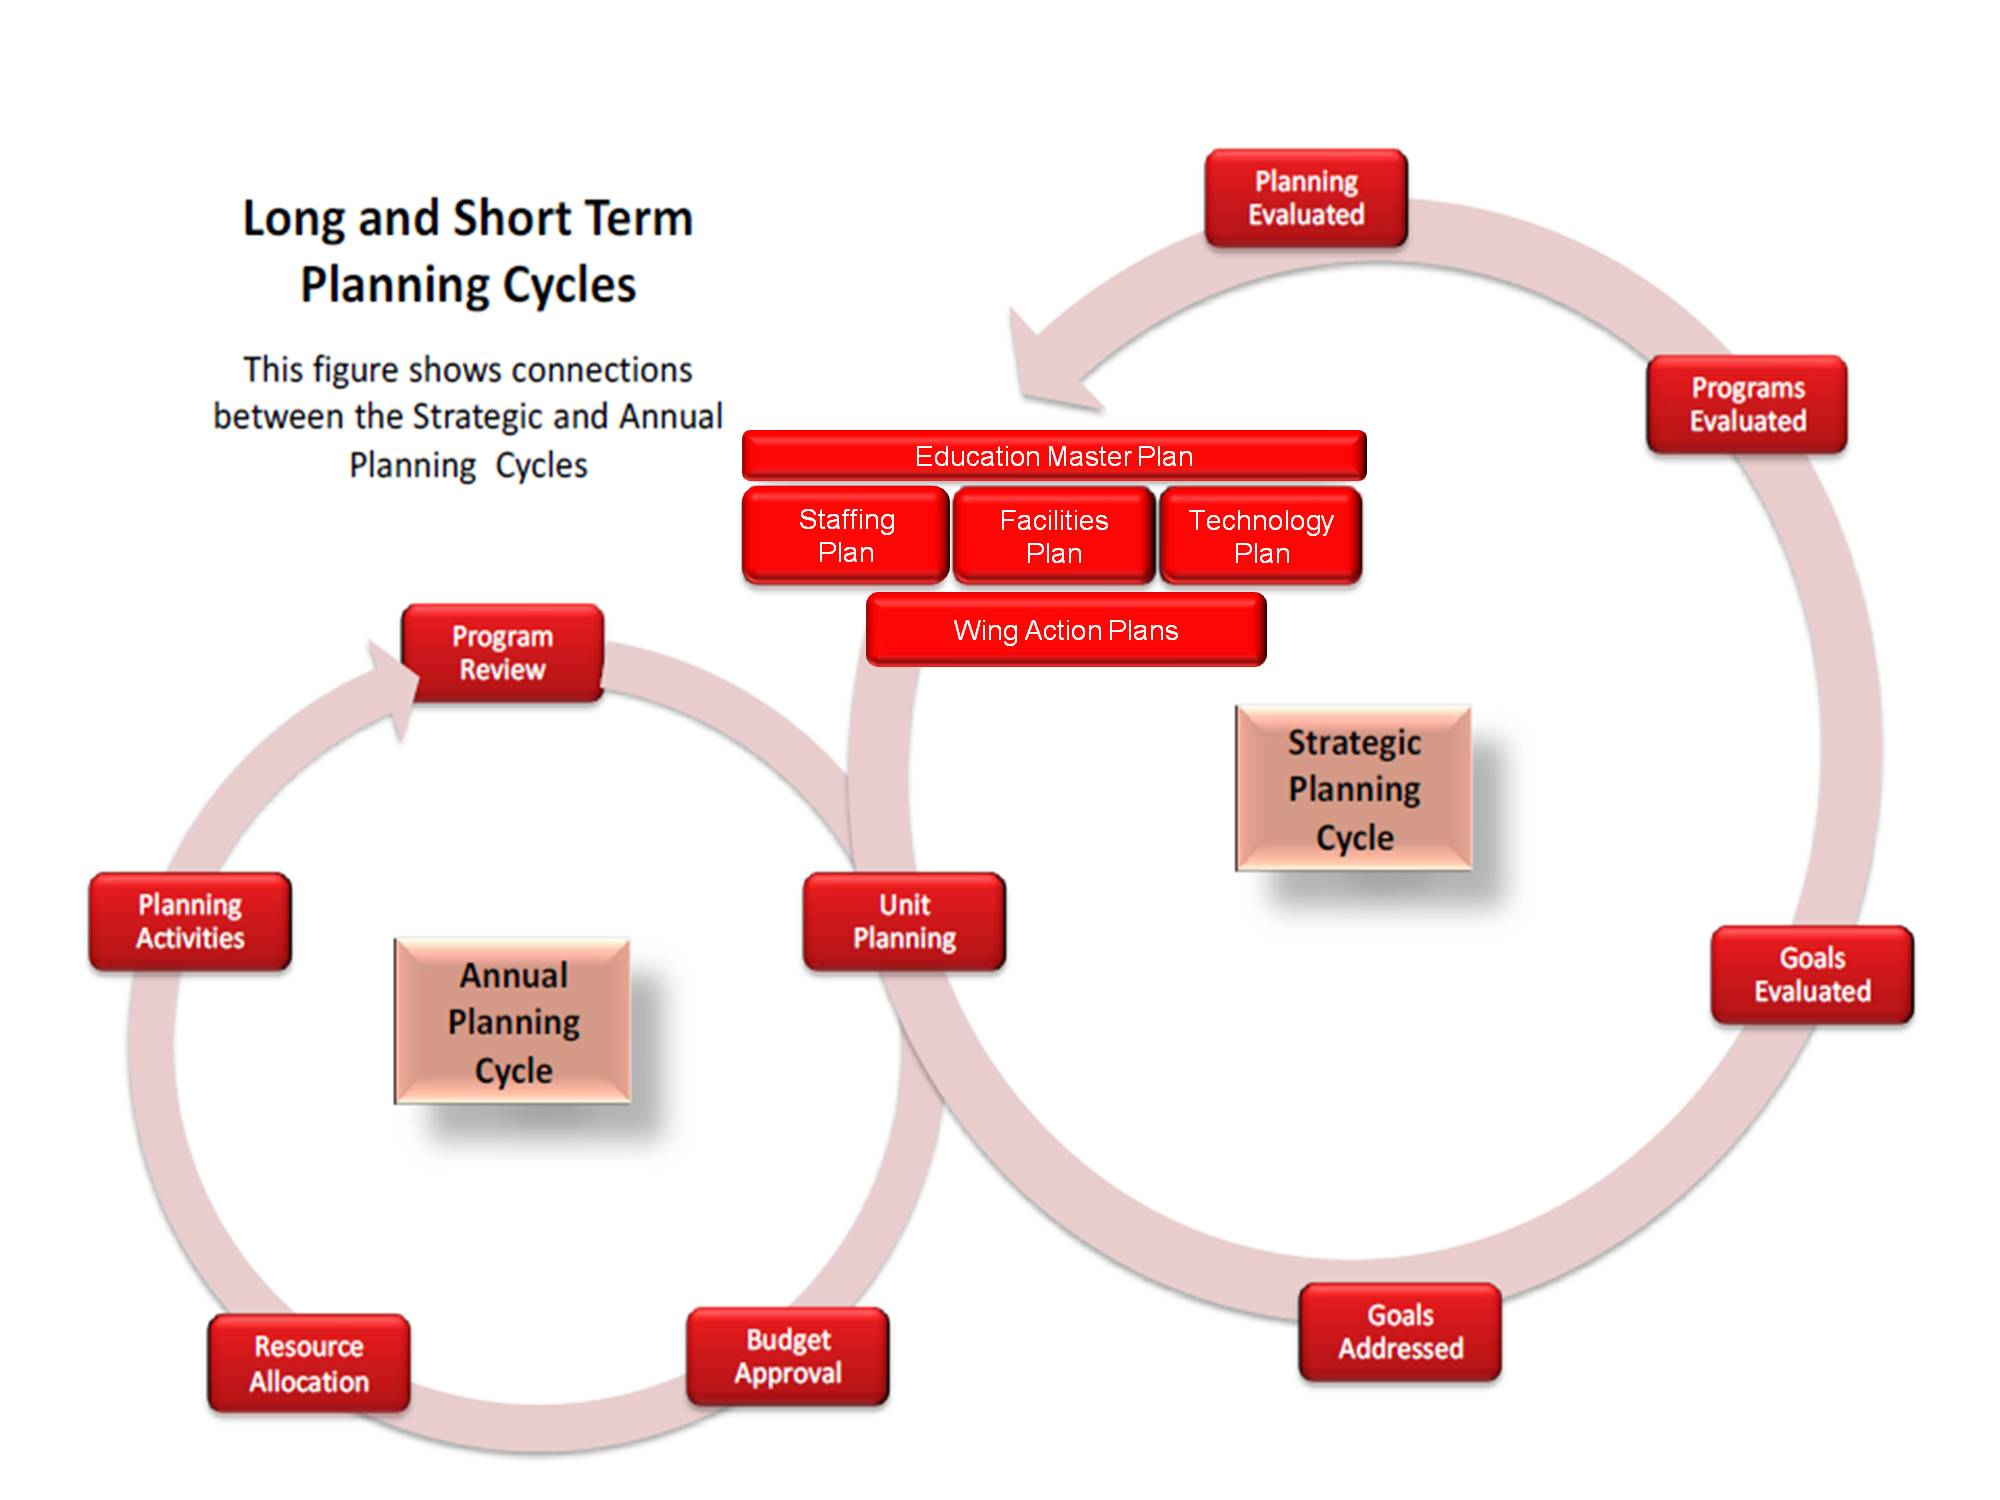 Long and Short Term
Planning Cycles
This figure shows connections
between the Strategic and Annual
Planning Cycles
Planning
Evaluated
Programs
Evaluated
Education Master Plan
Staffing
Plan
Facilities
Plan
Technology
Plan
Wing Action Plans
Program
Review
Strategic
Planning
Cycle
Planning
Activities
Unit
Planning
Annual
Planning
Cycle
Goals
Evaluated
Resource
Allocation
Budget
Approval
Goals
Addressed